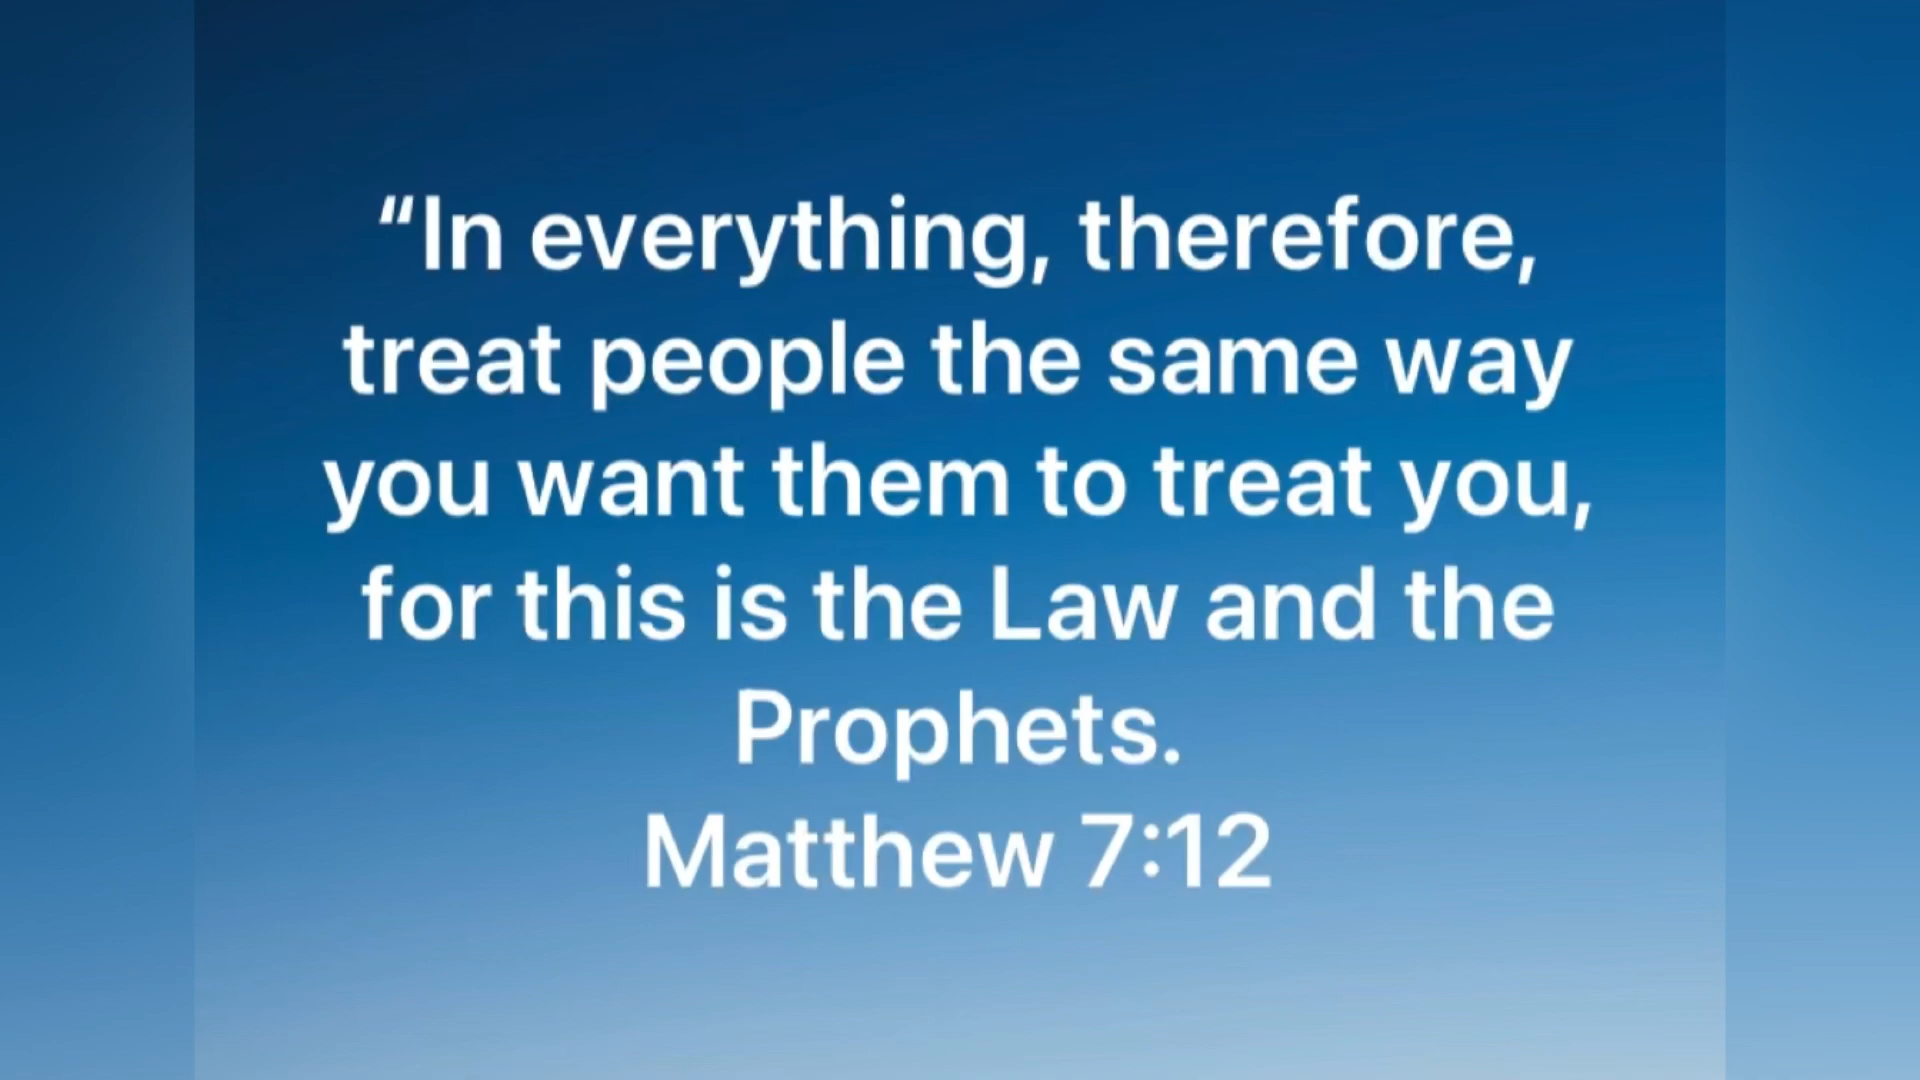 “In everything, therefore,
treat people the same way
you want them to treat you,
for this is the Law and the
Prophets.
Matthew 7:12